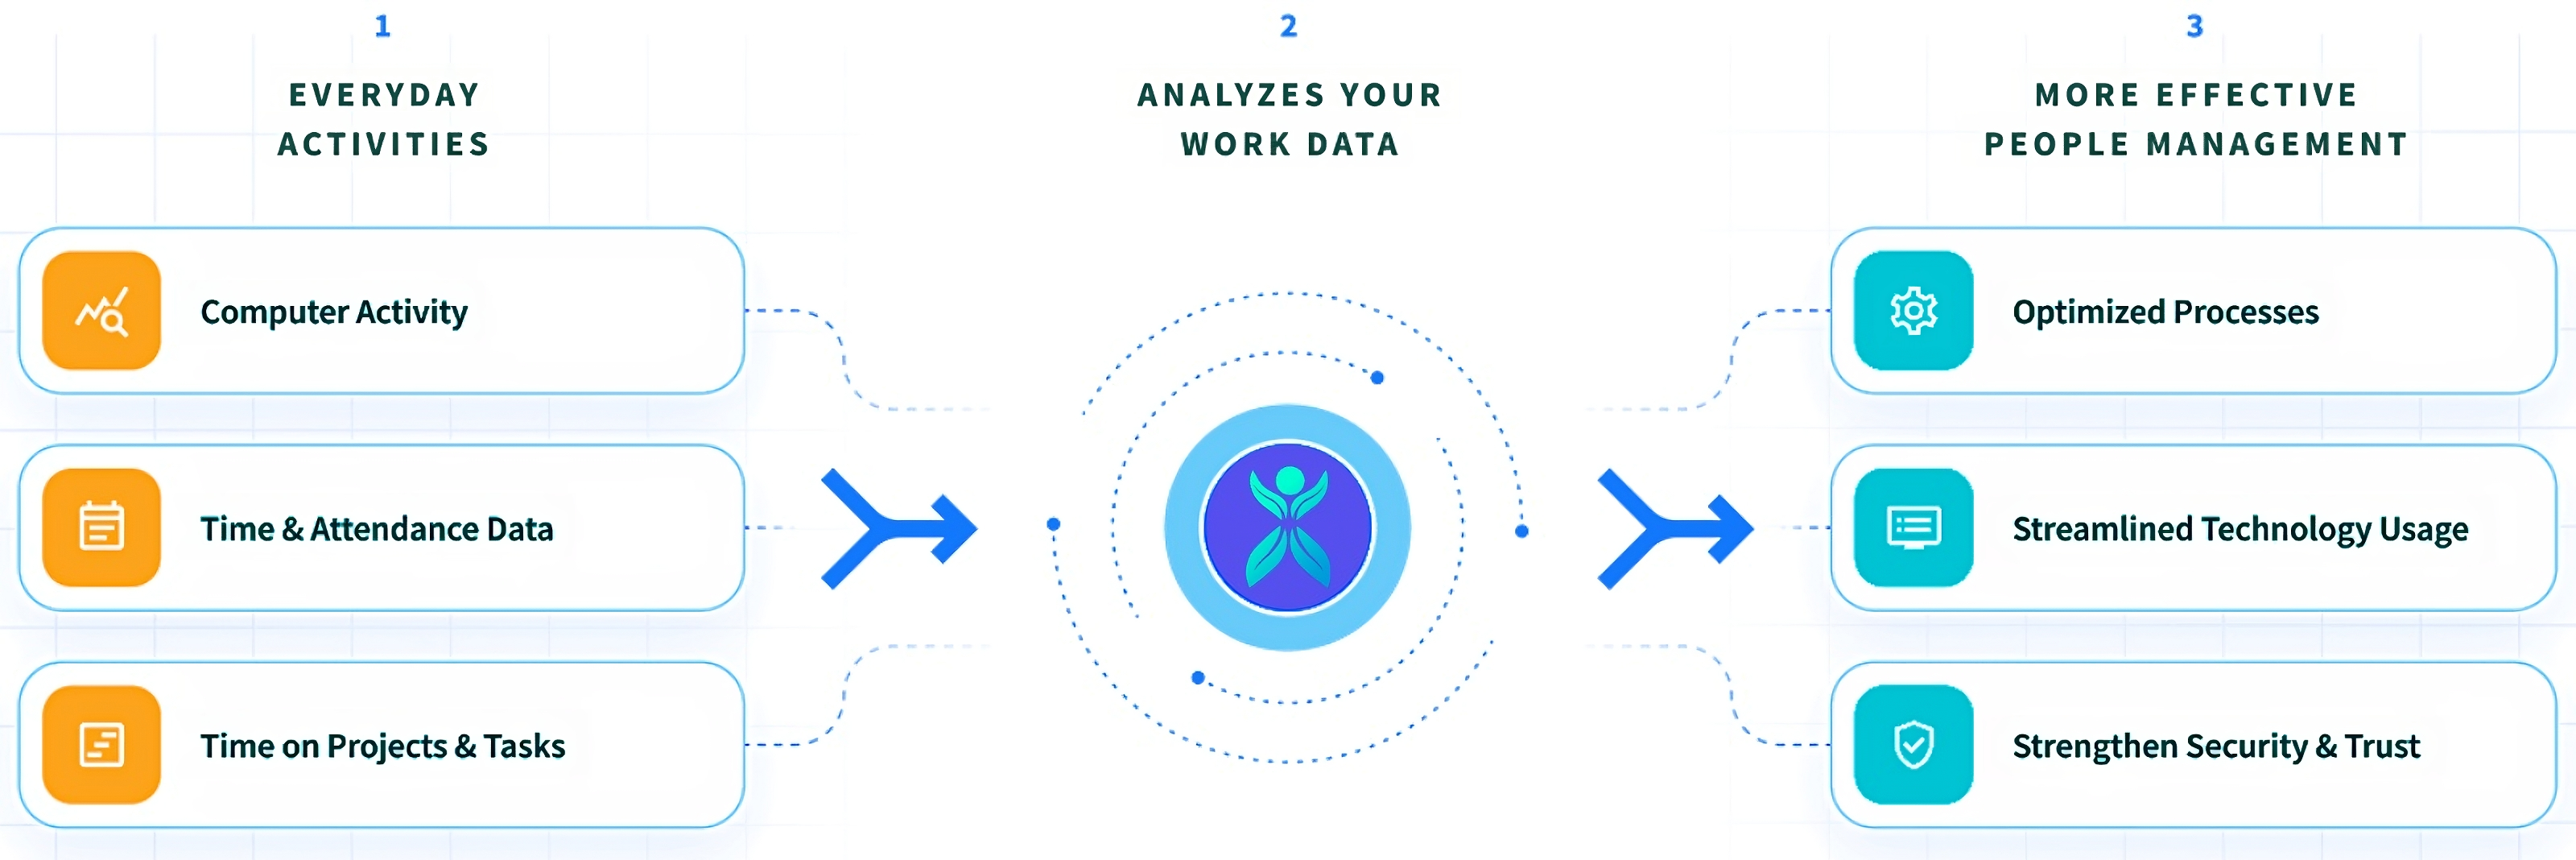 1
EVERYDAY
ACTIVITIES
Computer Activity
Time & Attendance Data
Time on Projects & Tasks
2
ANALYZES YOUR
WORK DATA
3
MORE EFFECTIVE
PEOPLE MANAGEMENT
Optimized Processes
Streamlined Technology Usage
Strengthen Security & Trust